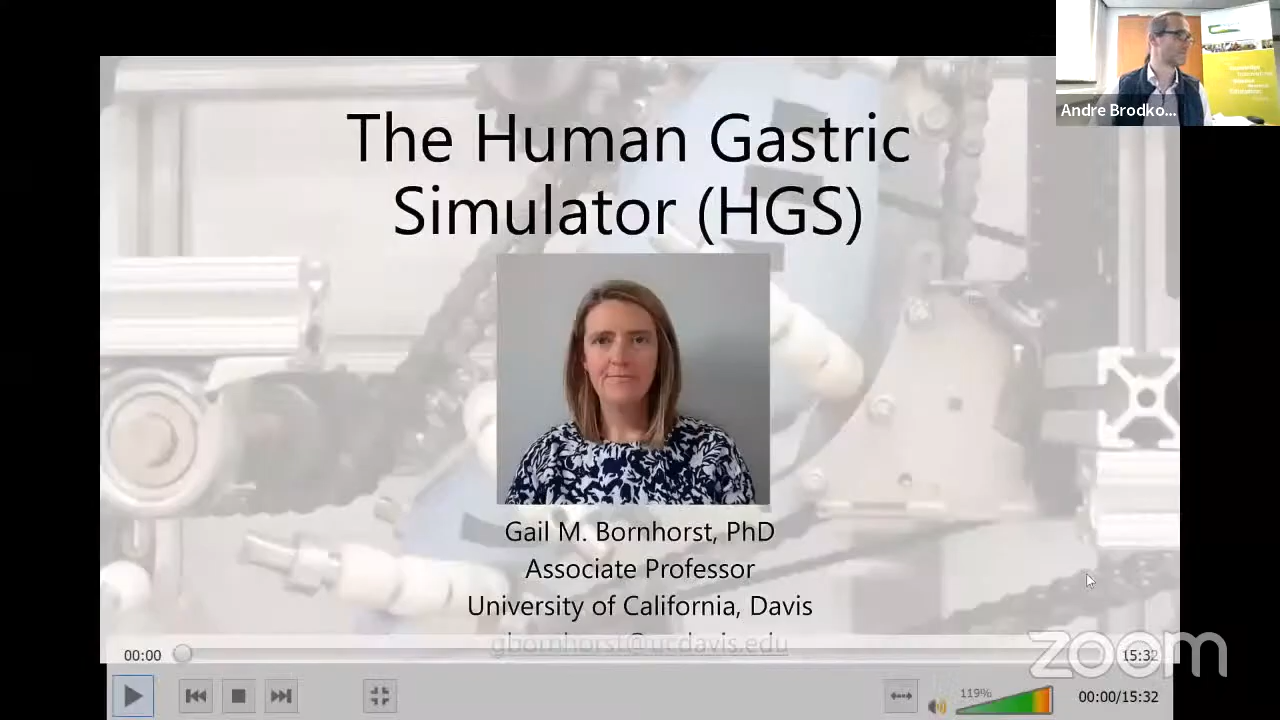 Andre Brodko...
The Human Gastric
Simulator (HGS)
Gail M. Bornhorst, PhD
Associate Professor
University of California, Davis
gbornhorst@ucdavis.edu
00:00
15:32
zoom
119%
00:00/15:32